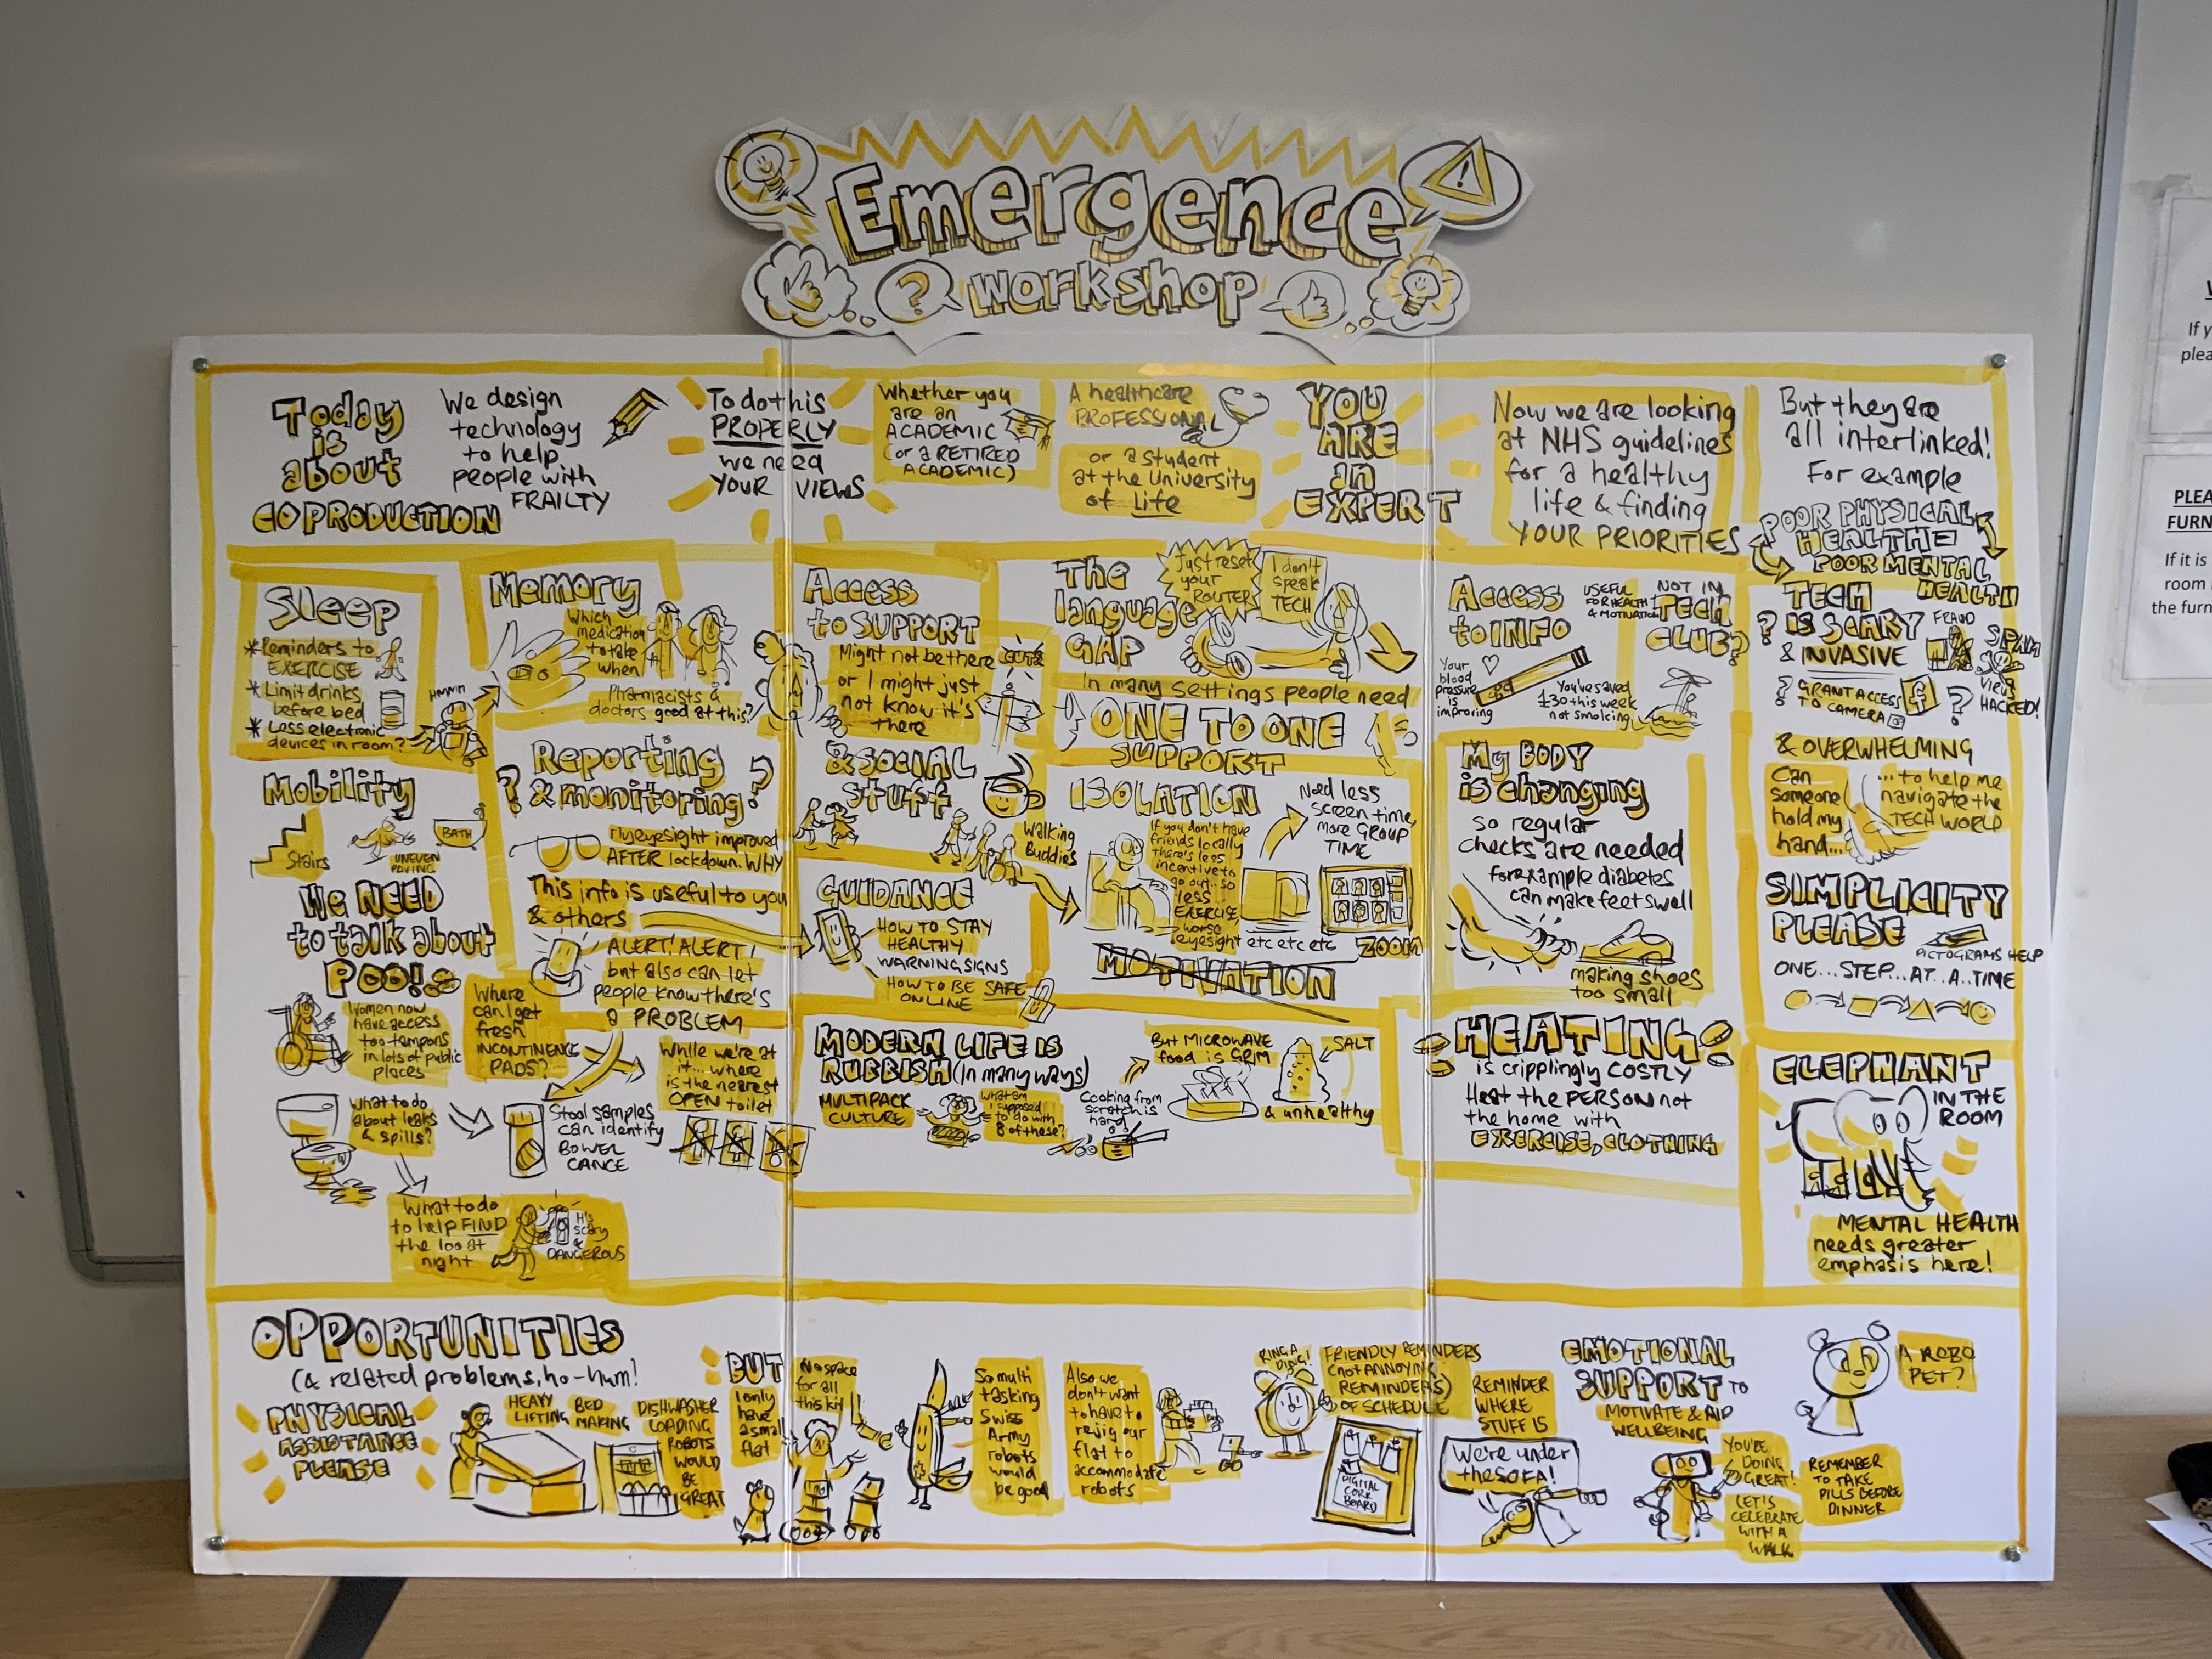 Emergence
workshop
Today
is
about
COPRODUCTION
We design
technology
to help
people with
FRAILTY
To do this
PROPERLY
we need
YOUR VIEWS
Whether you
are an
ACADEMIC
(or a RETIRED
ACADEMIC)
A healthcare
PROFESSIONAL
or a student
at the University
of Life
YOU
ARE
an
EXPERT
Now we are looking
at NHS guidelines
for a healthy
life & finding
YOUR PRIORITIES
But they are
all interlinked!
For example
POOR PHYSICAL
HEALTH =
POOR MENTAL
HEALTH
Sleep
* Reminders to
EXERCISE
* Limit drinks
before bed
* Less electronic
devices in room?
HMMM
Memory
Which
medication
to take
when
Pharmacists &
doctors good at this?
Mobility
Stairs
UNEVEN
PAVING
BATH
Reporting
& monitoring?
My eyesight improved
AFTER lockdown. WHY
This info is useful to you
& others
ALERT! ALERT!
but also can let
people know there's
a PROBLEM
We NEED
to talk about
POO!
Women now
have access
too tampons
in lots of public
places
Where
can I get
fresh
INCONTINENCE
PADS?
While we're at
it... where
is the nearest
OPEN toilet
What to do
about leaks
& spills?
Stool samples
can identify
BOWEL
CANCE
What to do
to help FIND
the loo at
night
It's
scary
&
DANGEROUS
Access
to SUPPORT
Might not be there
or I might just
not know it's
there
& SOCIAL
stuff
Walking
Buddies
GUIDANCE
HOW TO STAY
HEALTHY
WARNING SIGNS
HOW TO BE SAFE
ONLINE
The
language
GAP
Just reset
your
ROUTER
I don't
speak
TECH
In many settings people need
ONE TO ONE
SUPPORT
ISOLATION
If you don't have
friends locally
there's less
incentive to
go out.. so
less
EXERCISE,
worse
eyesight etc etc etc
Need less
screen time,
more GROUP
TIME
ZOOM
MOTIVATION
MODERN LIFE IS
RUBBISH (in many ways)
MULTIPACK
CULTURE
What am
I supposed
to do with
8 of these?
Cooking from
scratch is
hard
But MICROWAVE
food is GRIM
SALT
& unhealthy
Access
to INFO
USEFUL
FOR HEALTH
& MOTIVATION
Your
blood
pressure
is
improving
You've saved
£30 this week
not smoking
NOT IN
TECH
CLUB?
My BODY
is changing
so regular
checks are needed
for example diabetes
can make feet swell
making shoes
too small
HEATING
is cripplingly COSTLY
Heat the PERSON not
the home with
EXERCISE, CLOTHING
TECH
? IS SCARY
& INVASIVE
FRAUD
SPAM
VIRUS
HACKED!
? GRANT ACCESS
TO CAMERA ?
& OVERWHELMING
Can
someone
hold my
hand...
...to help me
navigate the
TECH WORLD
SIMPLICITY
PLEASE
PICTOGRAMS HELP
ONE...STEP...AT..A..TIME
ELEPHANT
IN THE
ROOM
MENTAL HEALTH
needs greater
emphasis here!
OPPORTUNITIES
(& related problems, ho-hum!
PHYSICAL
ASSISTANCE
PLEASE
HEAVY
LIFTING
BED
MAKING
DISHWASHER
LOADING
ROBOTS
WOULD
BE
GREAT
BUT
I only
have
a small
flat
No space
for all
this kit
So multi
tasking
Swiss
Army
robots
would
be good
Also we
don't want
to have to
rejig our
flat to
accommodate
robots
RING A
DING!
FRIENDLY REMINDERS
(not ANNOYING
REMINDERS)
OF SCHEDULE
DIGITAL
CORK
BOARD
REMINDER
WHERE
STUFF IS
We're under
the SOFA!
EMOTIONAL
SUPPORT TO
MOTIVATE & AID
WELLBEING
YOU'RE
DOING
GREAT!
LET'S
CELEBRATE
WITH A
WALK
A ROBO
PET?
REMEMBER
TO TAKE
PILLS BEFORE
DINNER
If y
plea
PLEA
FURN
If it is
room
the furn